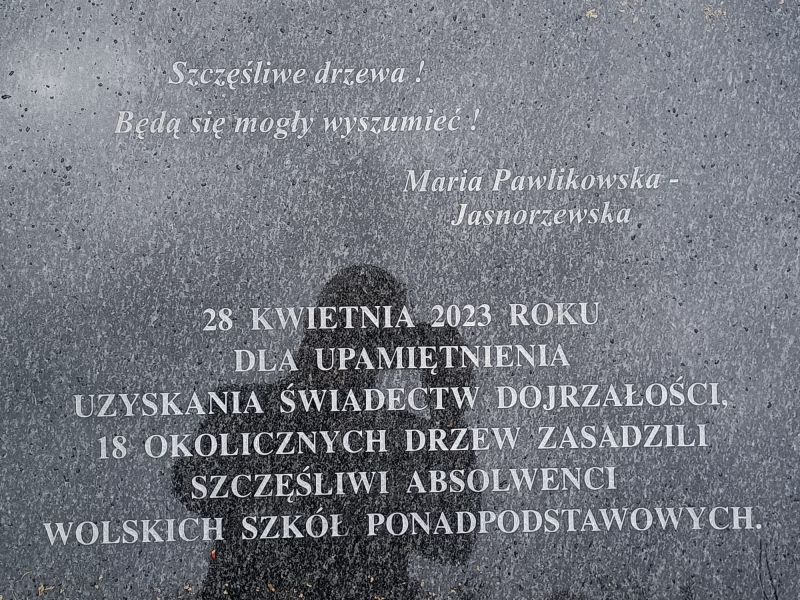 Szczęśliwe drzewa !
Będą się mogły wyszumieć !
Maria Pawlikowska -
Jasnorzewska
28 KWIETNIA 2023 ROKU
DLA UPAMIĘTNIENIA
UZYSKANIA ŚWIADECTW DOJRZAŁOŚCI,
18 OKOLICZNYCH DRZEW ZASADZILI
SZCZĘŚLIWI ABSOLWENCI
WOLSKICH SZKÓŁ PONADPODSTAWOWYCH.